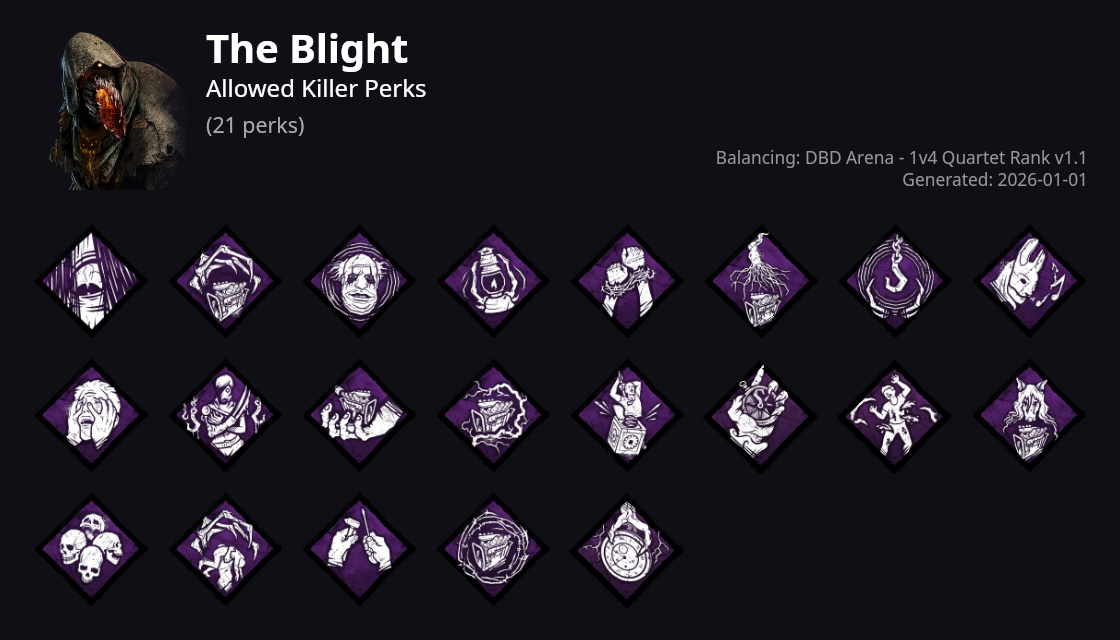 The Blight
Allowed Killer Perks
(21 perks)
Balancing: DBD Arena - 1v4 Quartet Rank v1.1
Generated: 2026-01-01